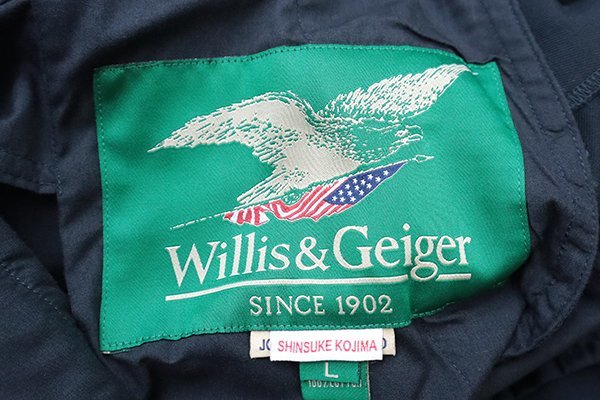 Willis & Geiger
SINCE 1902
SHINSUKE KOJIMA
L